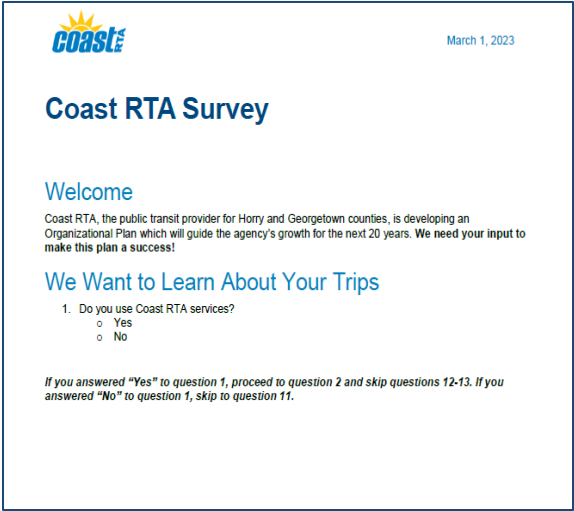 coast RTA
March 1, 2023
Coast RTA Survey
Welcome
Coast RTA, the public transit provider for Horry and Georgetown counties, is developing an
Organizational Plan which will guide the agency's growth for the next 20 years. We need your input to
make this plan a success!
We Want to Learn About Your Trips
1. Do you use Coast RTA services?
o Yes
o No
If you answered “Yes” to question 1, proceed to question 2 and skip questions 12-13. If you
answered “No” to question 1, skip to question 11.